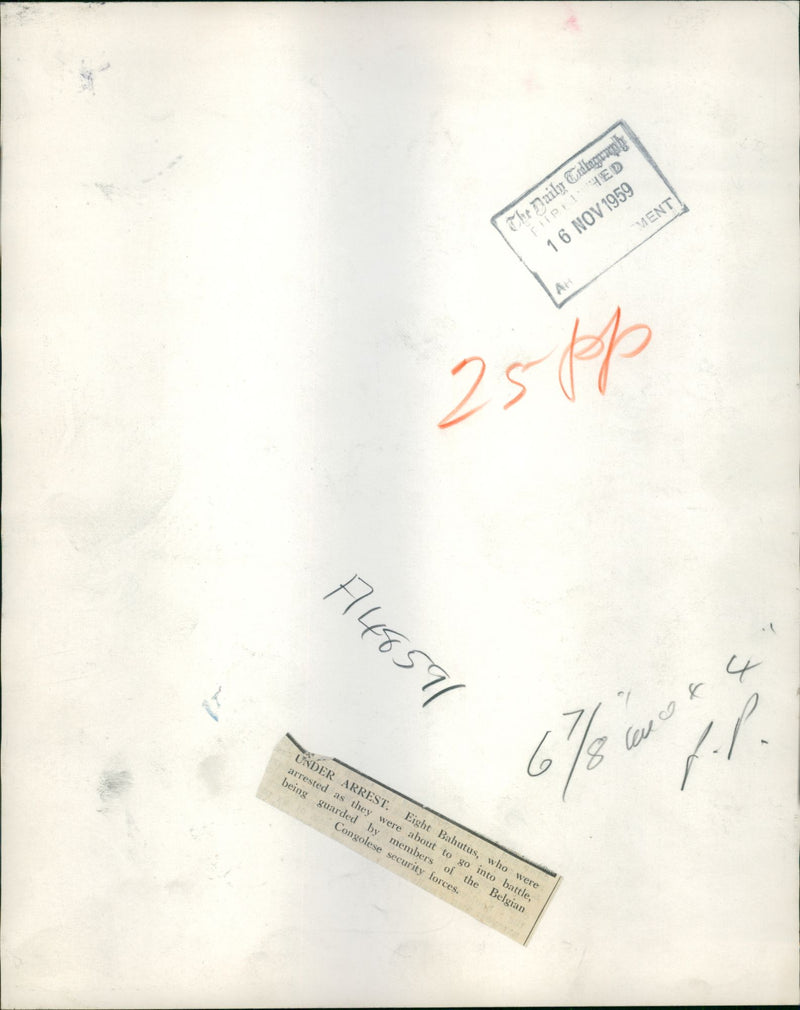 The Daily Telegraph
16 NOV 1959
25 pp
A48591
6 7/8" x 4"
P.P.
UNDER ARREST. Eight Bahutus, who were
arrested as they were about to go into battle,
being guarded by members of the Belgian
Congolese security forces.